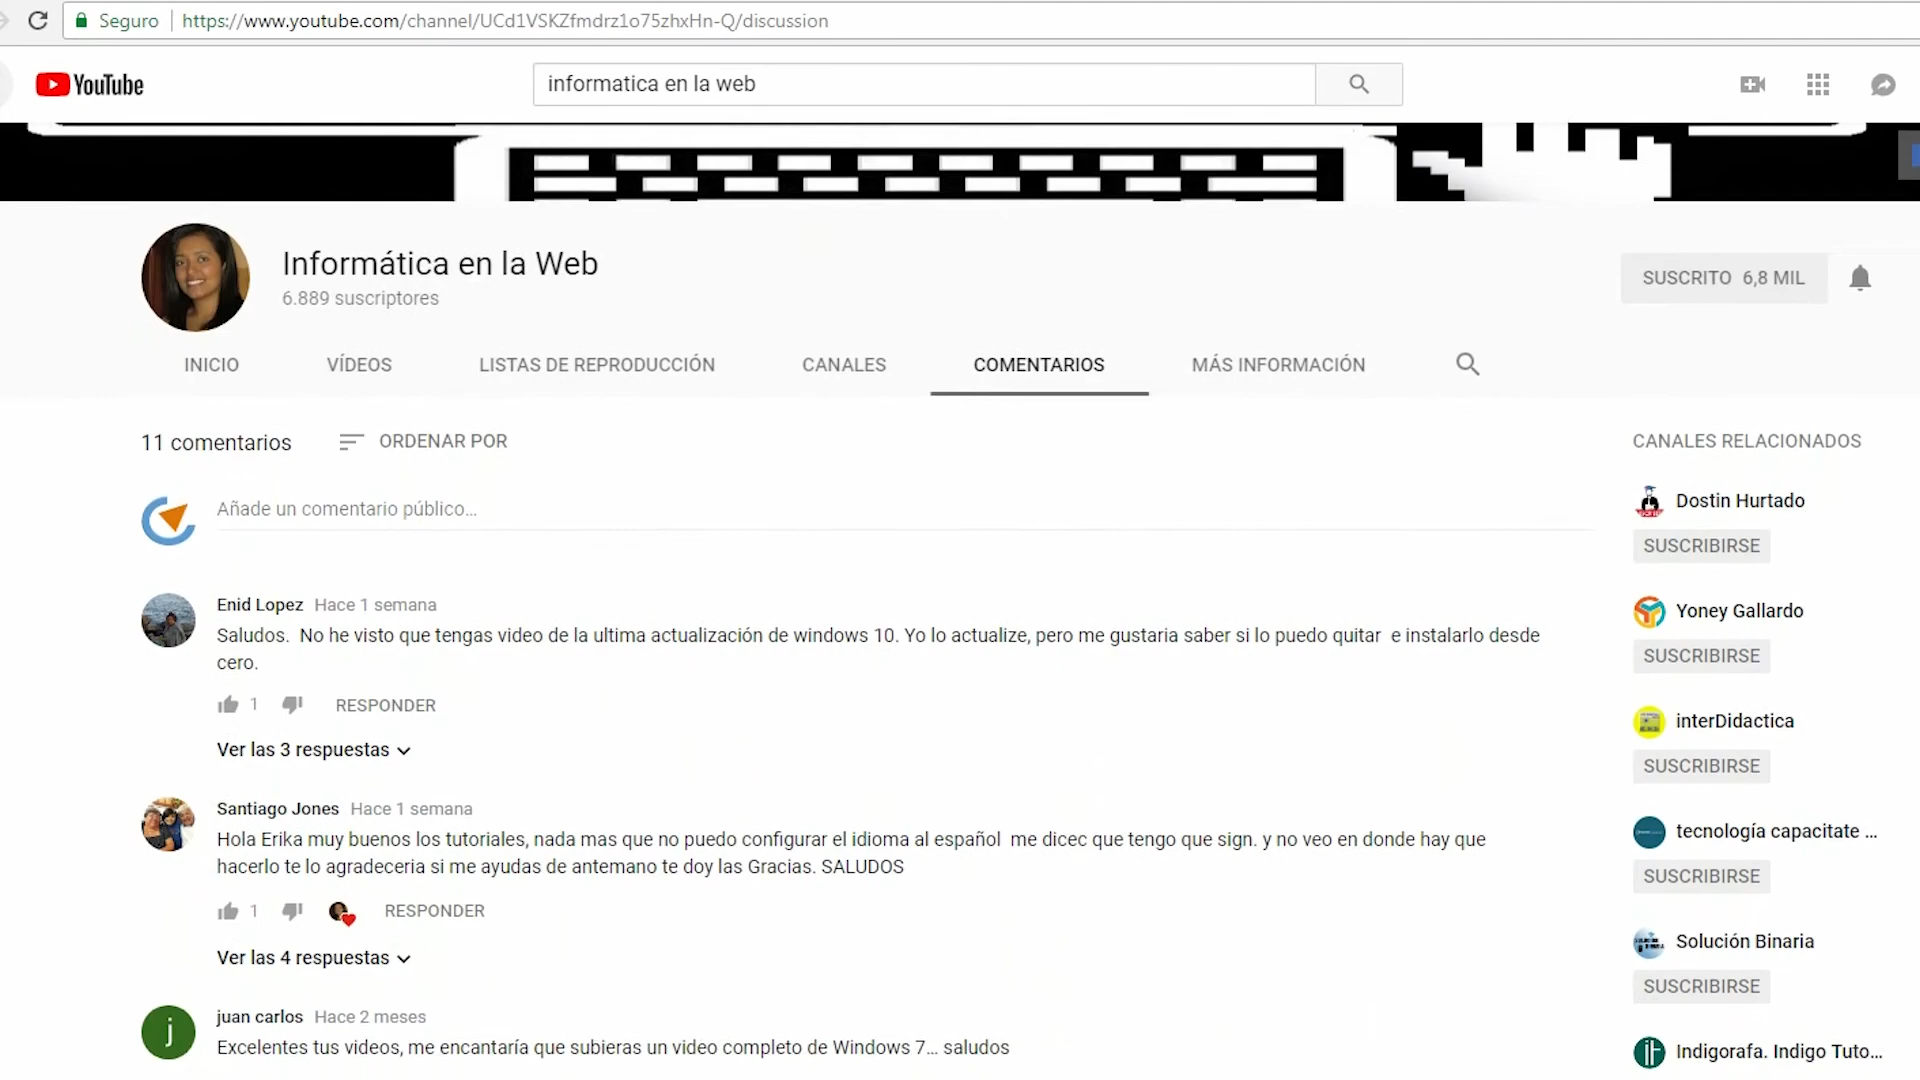 Seguro https://www.youtube.com/channel/UCd1VSKZfmdrz1o75zhxHn-Q/discussion
YouTube
informatica en la web
Informática en la Web
6.889 suscriptores
SUSCRITO 6,8 MIL
INICIO VÍDEOS LISTAS DE REPRODUCCIÓN CANALES COMENTARIOS MÁS INFORMACIÓN
11 comentarios ORDENAR POR
Añade un comentario público...
Enid Lopez Hace 1 semana
Saludos. No he visto que tengas video de la ultima actualización de windows 10. Yo lo actualize, pero me gustaria saber si lo puedo quitar e instalarlo desde
cero.
1 RESPONDER
Ver las 3 respuestas
Santiago Jones Hace 1 semana
Hola Erika muy buenos los tutoriales, nada mas que no puedo configurar el idioma al español me dicec que tengo que sign. y no veo en donde hay que
hacerlo te lo agradeceria si me ayudas de antemano te doy las Gracias. SALUDOS
1 RESPONDER
Ver las 4 respuestas
j
juan carlos Hace 2 meses
Excelentes tus videos, me encantaría que subieras un video completo de Windows 7... saludos
CANALES RELACIONADOS
Dostin Hurtado
SUSCRIBIRSE
Yoney Gallardo
SUSCRIBIRSE
interDidactica
SUSCRIBIRSE
tecnología capacitate ...
SUSCRIBIRSE
Solución Binaria
SUSCRIBIRSE
Indigorafa. Indigo Tuto...